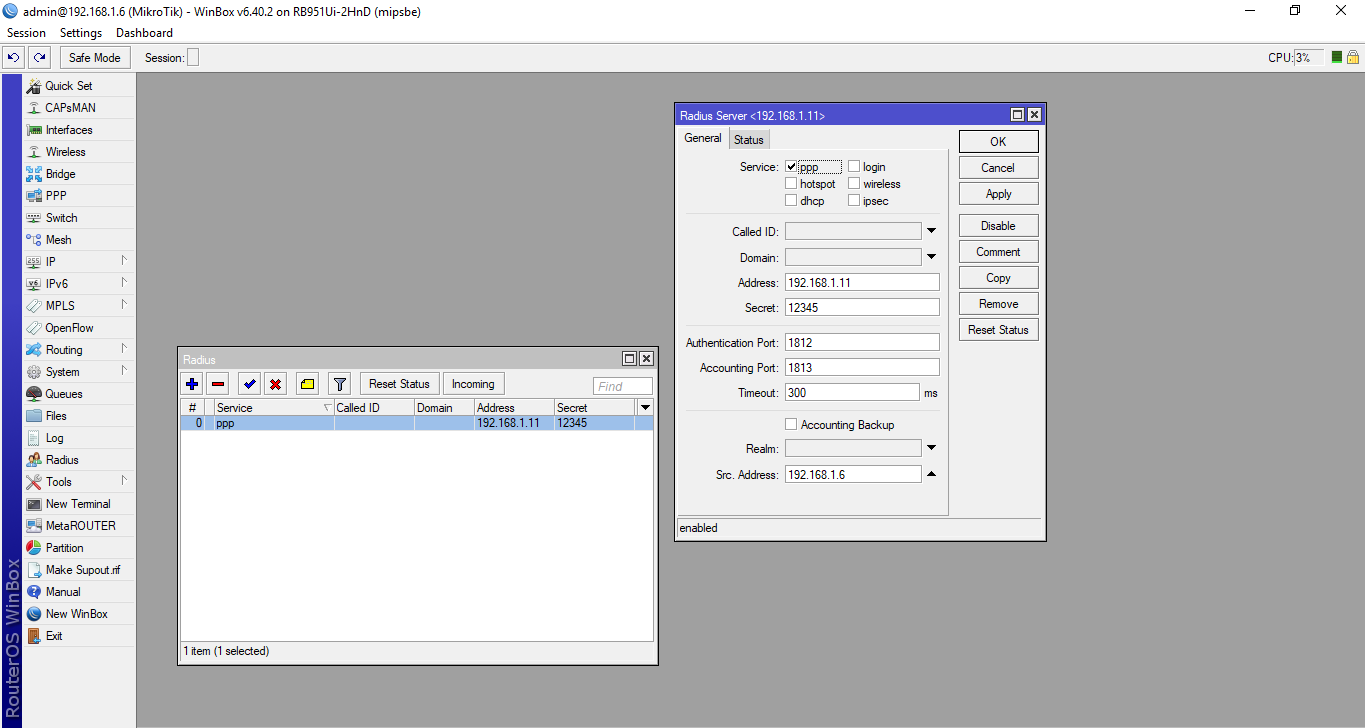 admin@192.168.1.6 (MikroTik) - WinBox v6.40.2 on RB951Ui-2HnD (mipsbe)
Session Settings Dashboard
Safe Mode Session: CPU: 3%
Quick Set
CAPsMAN
Interfaces
Wireless
Bridge
PPP
Switch
Mesh
IP
IPv6
MPLS
OpenFlow
Routing
System
Queues
Files
Log
Radius
Tools
New Terminal
MetaROUTER
Partition
Make Supout.rif
Manual
New WinBox
Exit
RouterOS WinBox
Radius
Reset Status Incoming Find
# Service Called ID Domain Address Secret
0 ppp 192.168.1.11 12345
1 item (1 selected)
Radius Server <192.168.1.11>
General Status
Service: ppp login
hotspot wireless
dhcp ipsec
Called ID:
Domain:
Address: 192.168.1.11
Secret: 12345
Authentication Port: 1812
Accounting Port: 1813
Timeout: 300 ms
Accounting Backup
Realm:
Src. Address: 192.168.1.6
enabled
OK
Cancel
Apply
Disable
Comment
Copy
Remove
Reset Status